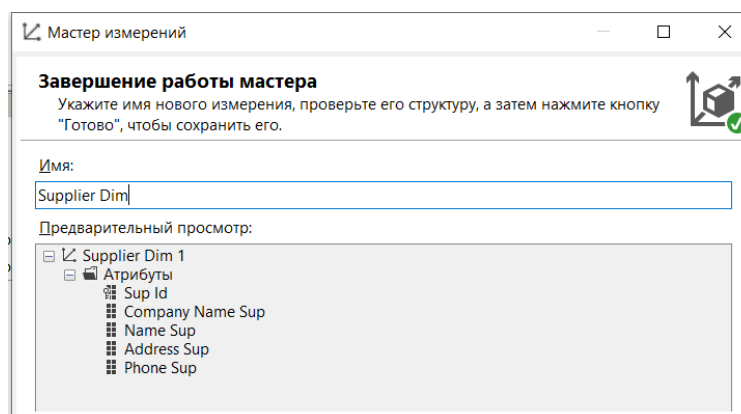 Мастер измерений
Завершение работы мастера
Укажите имя нового измерения, проверьте его структуру, а затем нажмите кнопку
"Готово", чтобы сохранить его.
Имя:
Supplier Dim
Предварительный просмотр:
Supplier Dim 1
Атрибуты
Sup Id
Company Name Sup
Name Sup
Address Sup
Phone Sup